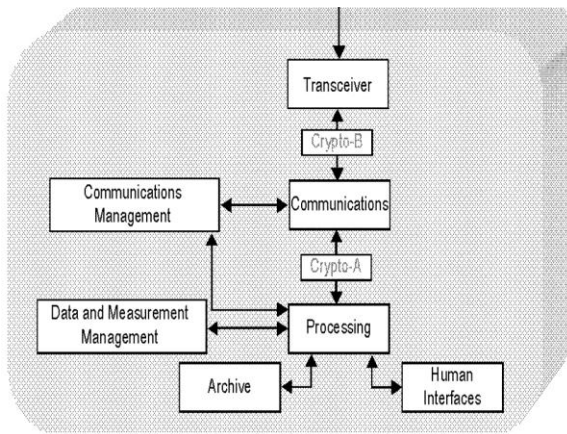 Transceiver
Crypto-B
Communications
Management
Communications
Crypto-A
Data and Measurement
Management
Processing
Archive
Human
Interfaces